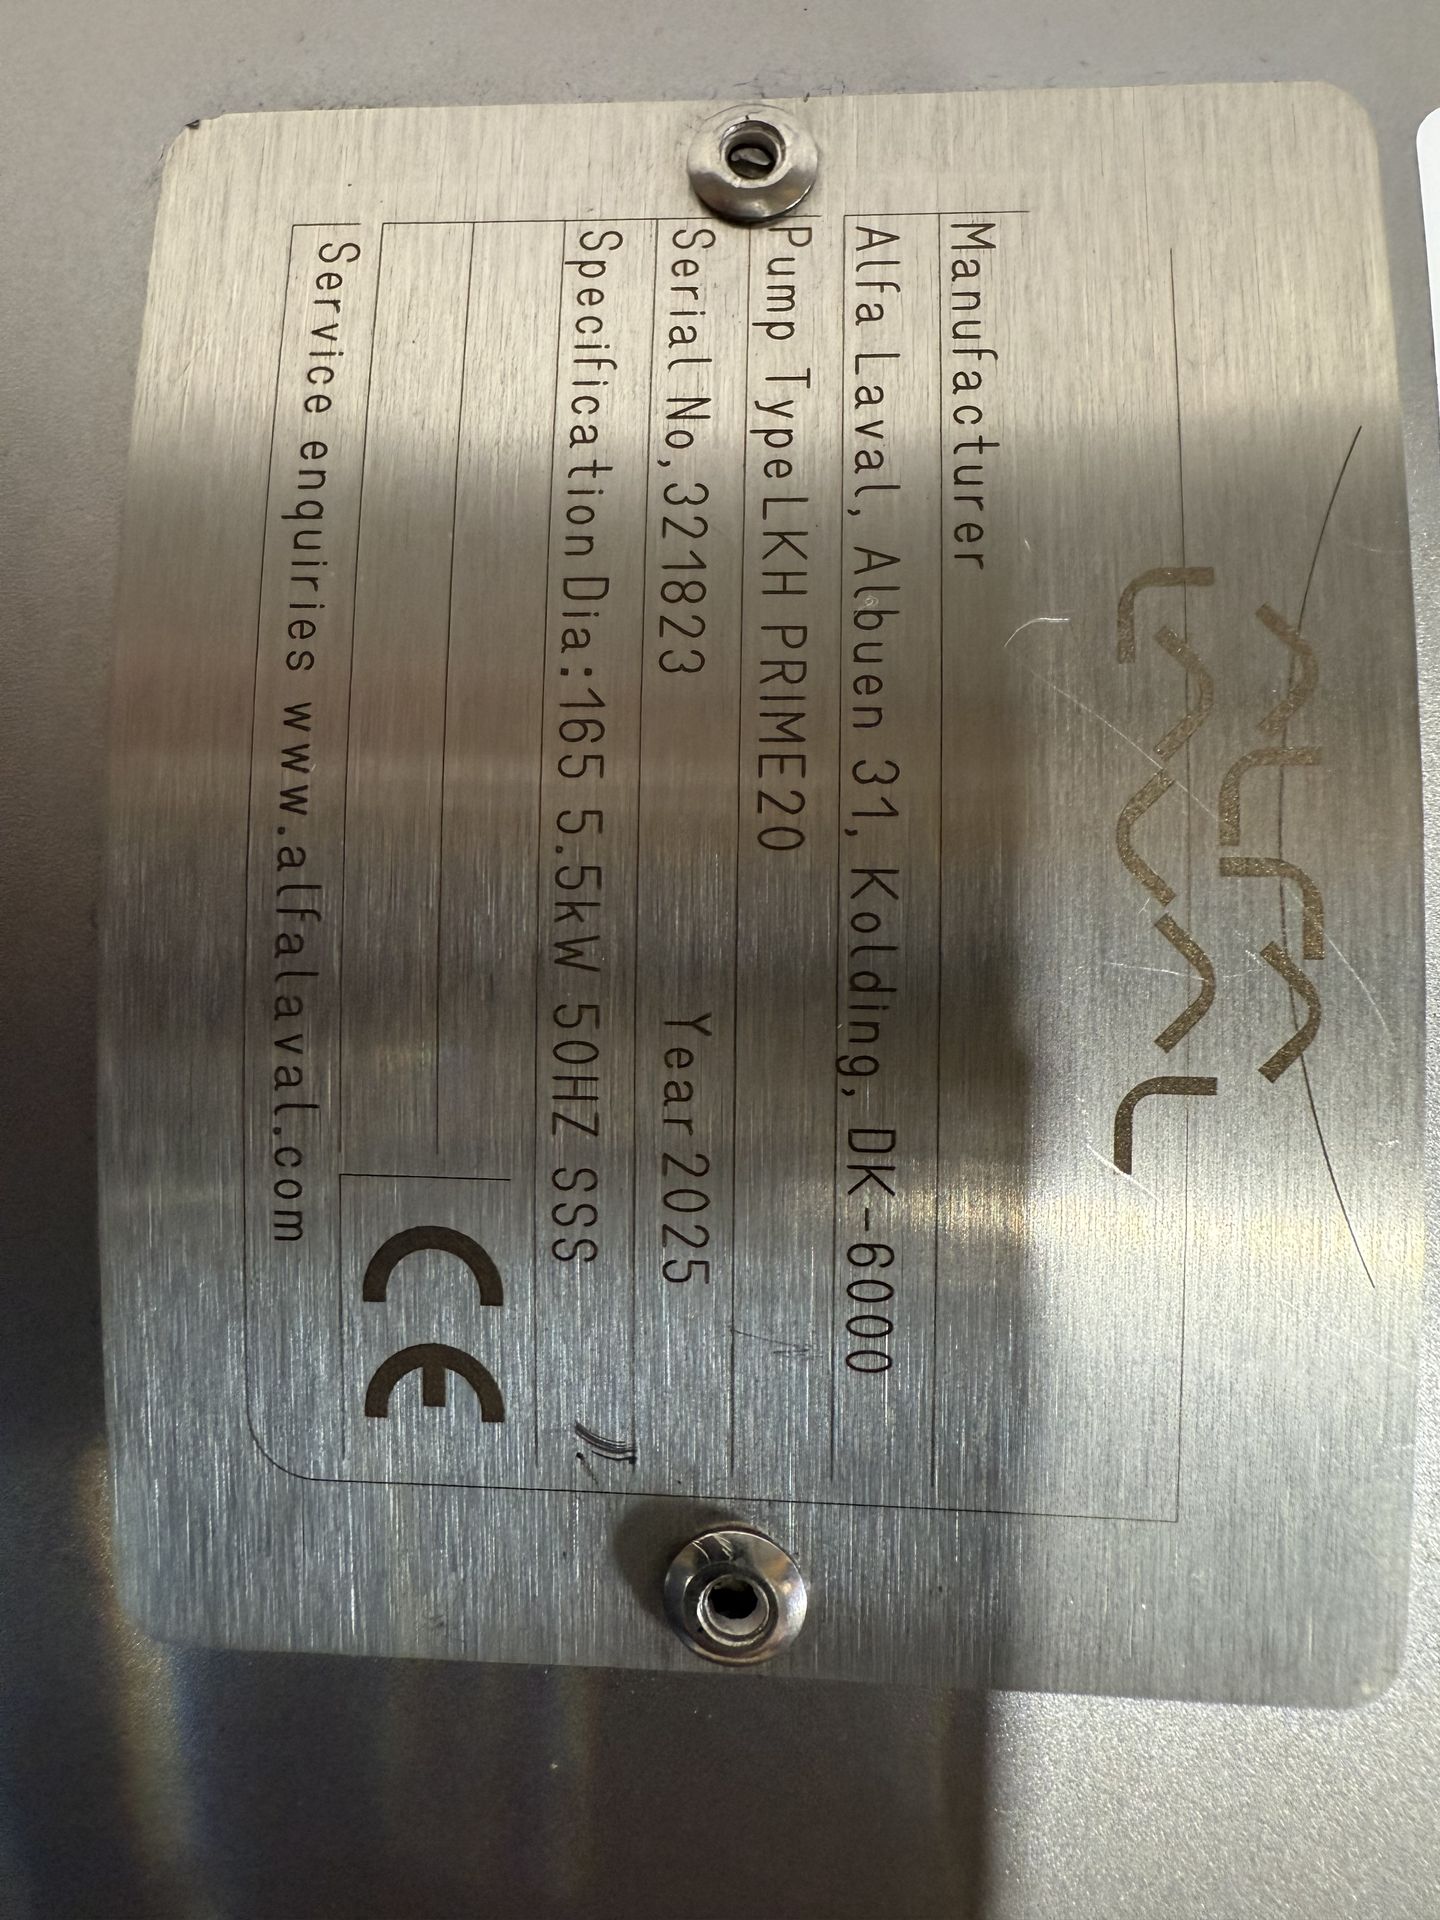 ALFA
LAVAL
Manufacturer
Alfa Laval, Albuen 31, Kolding, DK-6000
Pump Type LKH PRIME20
Serial No, 321823 Year 2025
Specification Dia:165 5.5kW 50HZ SSS
CE
Service enquiries www.alfalaval.com